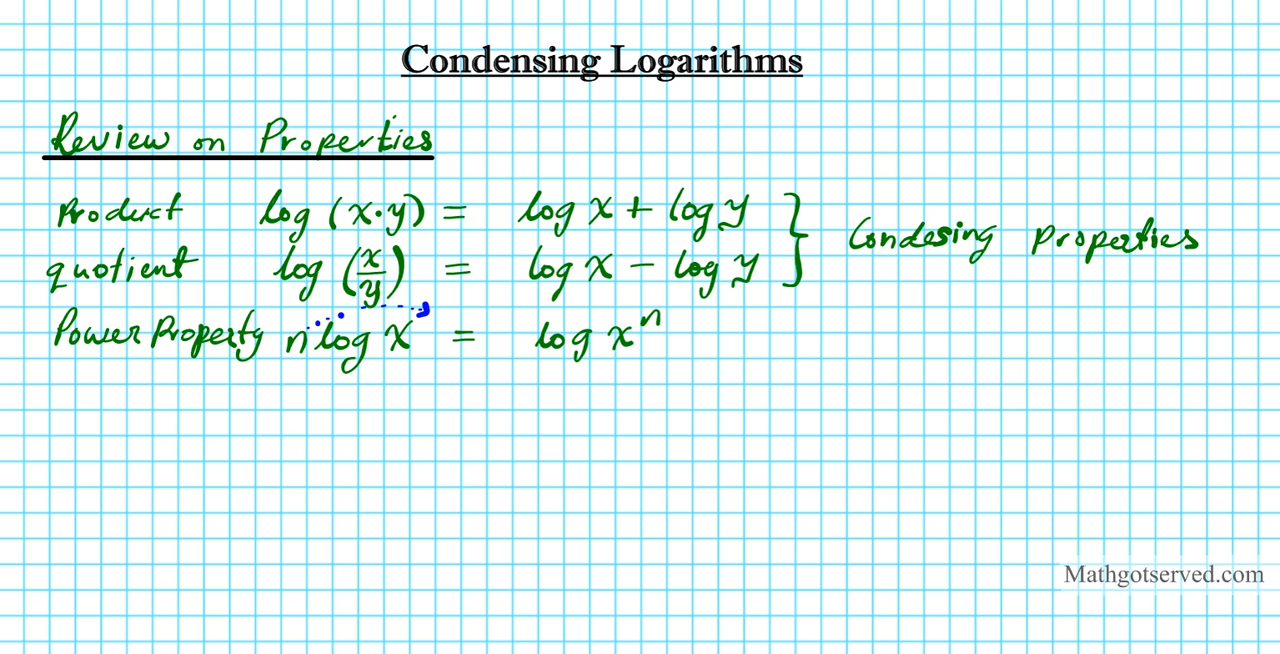 Condensing Logarithms
Review on Properties
Product log (x·y) = log x + log y } Condesing Properties
quotient log (x/y) = log x − log y
Power Property n log x = log xⁿ
Mathgotserved.com